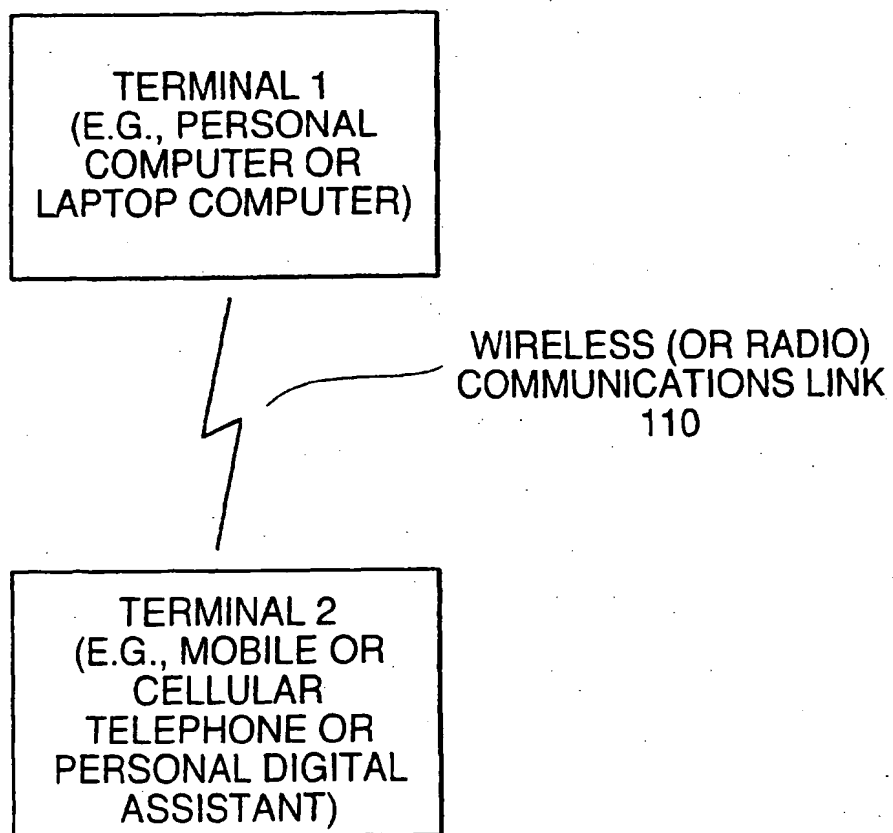 TERMINAL 1
(E.G., PERSONAL
COMPUTER OR
LAPTOP COMPUTER)
WIRELESS (OR RADIO)
COMMUNICATIONS LINK
110
TERMINAL 2
(E.G., MOBILE OR
CELLULAR
TELEPHONE OR
PERSONAL DIGITAL
ASSISTANT)